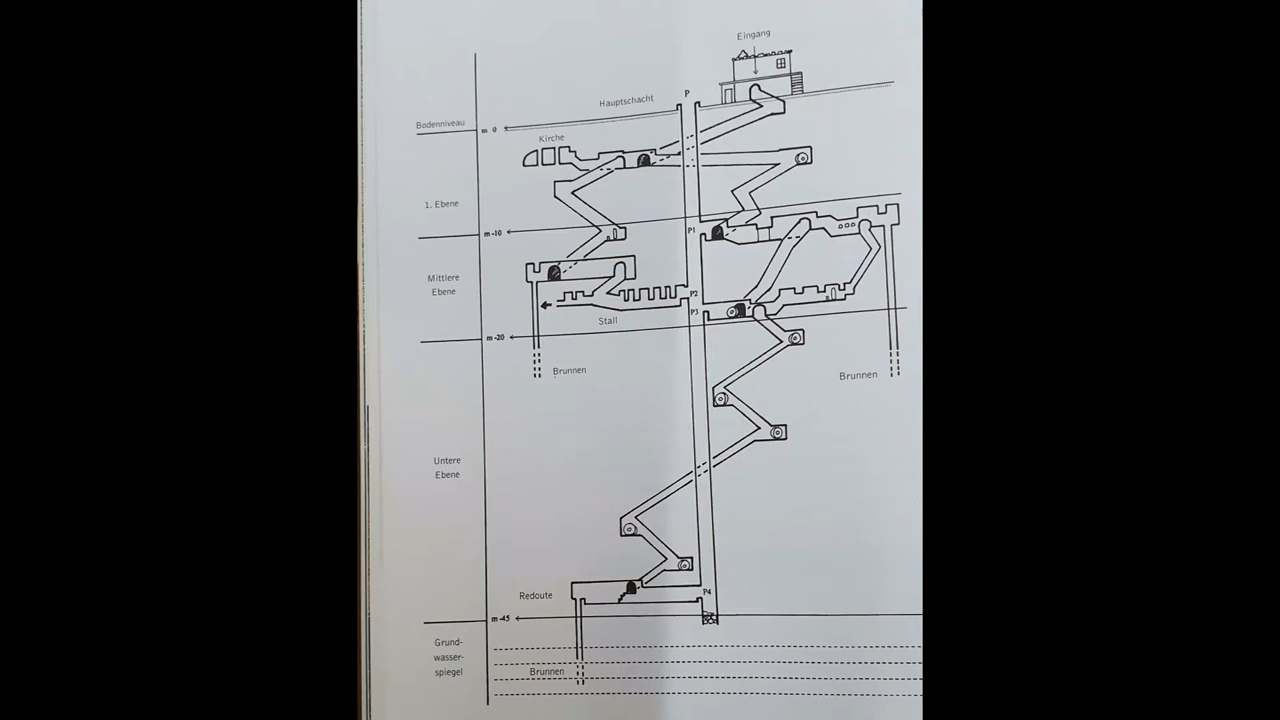 Eingang
P
Hauptschacht
Bodenniveau
m 0
Kirche
1. Ebene
m -10
P1
Mittlere
Ebene
P2
P3
Stall
m -20
Brunnen
Brunnen
Untere
Ebene
Redoute
P4
m -45
Grund-
wasser-
spiegel
Brunnen